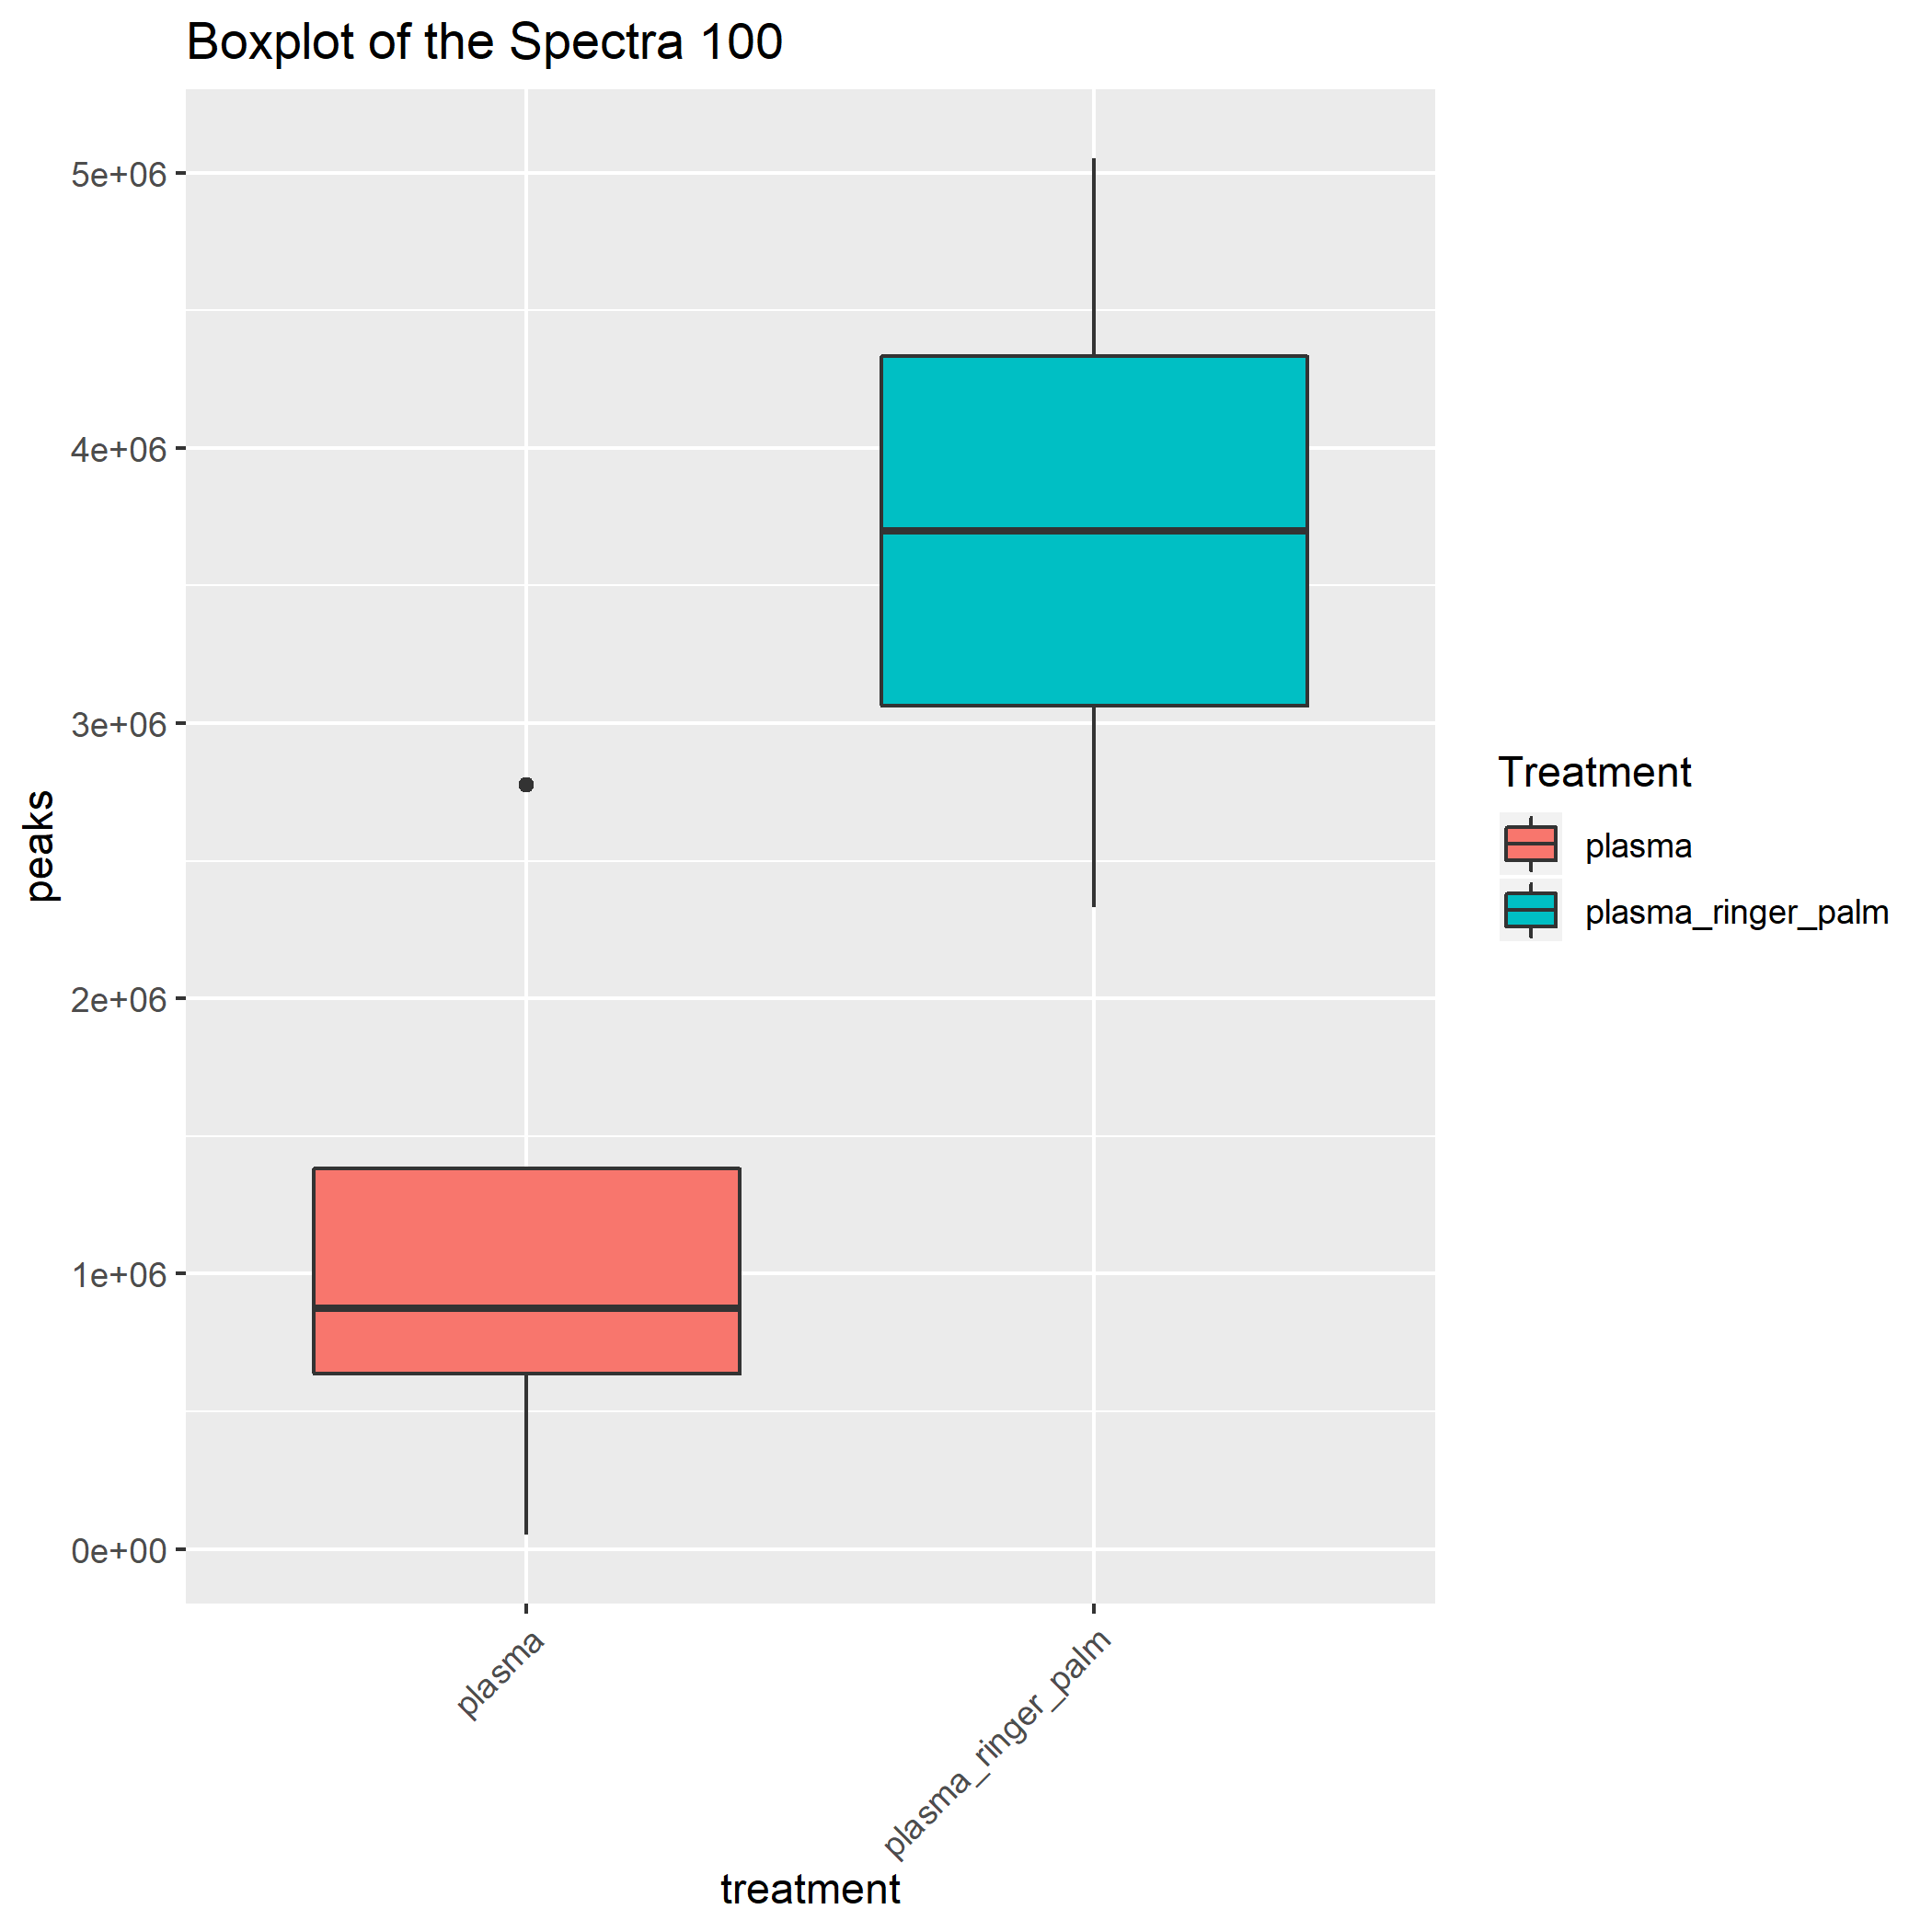 Boxplot of the Spectra 100
peaks
5e+06
4e+06
3e+06
2e+06
1e+06
0e+00
plasma
plasma_ringer_palm
treatment
Treatment
plasma
plasma_ringer_palm